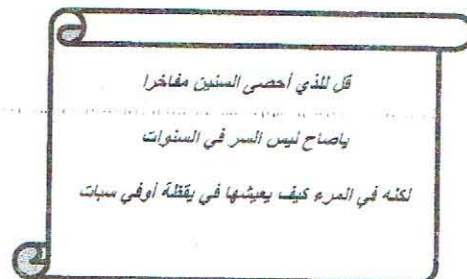 قل للذي أحصى السنين مفاخرا
ياصاح ليس السر في السنوات
لكنه في المرء كيف يعيشها في يقظة أوفي سبات